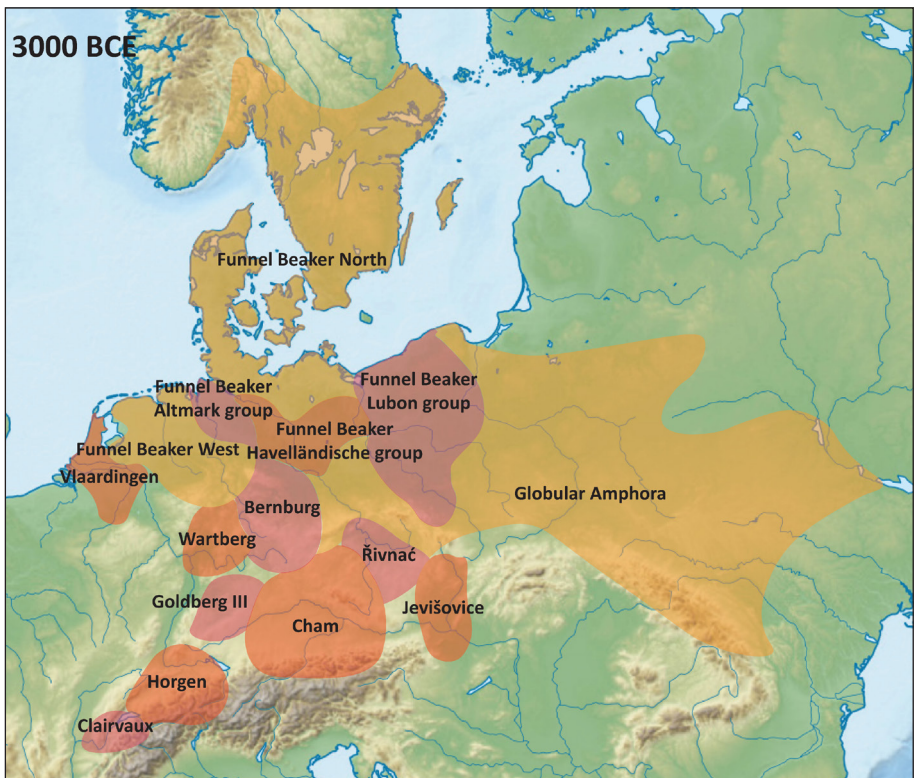 3000 BCE
Funnel Beaker North
Funnel Beaker
Altmark group
Funnel Beaker
Lubon group
Funnel Beaker
Havelländische group
Funnel Beaker West
Vlaardingen
Globular Amphora
Bernburg
Wartberg
Řivnáć
Goldberg III
Jevišovice
Cham
Horgen
Clairvaux